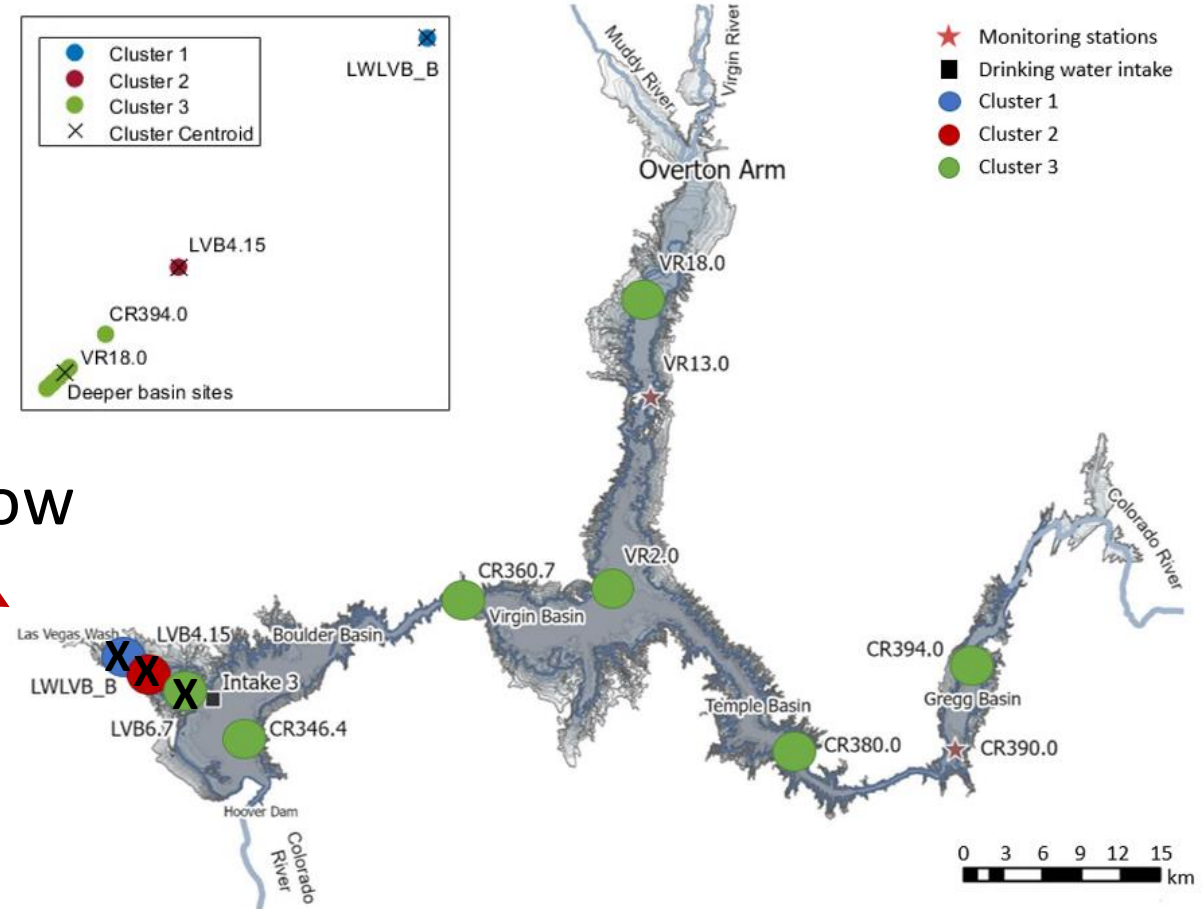 Cluster 1
Cluster 2
Cluster 3
Cluster Centroid
LWLVB_B
LVB4.15
CR394.0
VR18.0
Deeper basin sites
Monitoring stations
Drinking water intake
Cluster 1
Cluster 2
Cluster 3
Muddy River
Virgin River
Overton Arm
VR18.0
VR13.0
ow
Colorado River
VR2.0
CR360.7
Virgin Basin
Las Vegas Wash
LVB4.15
Boulder Basin
X
X
X
LWLVB_B
Intake 3
LVB6.7
CR346.4
Hoover Dam
Colorado
River
CR394.0
Gregg Basin
Temple Basin
CR380.0
CR390.0
0 3 6 9 12 15
km